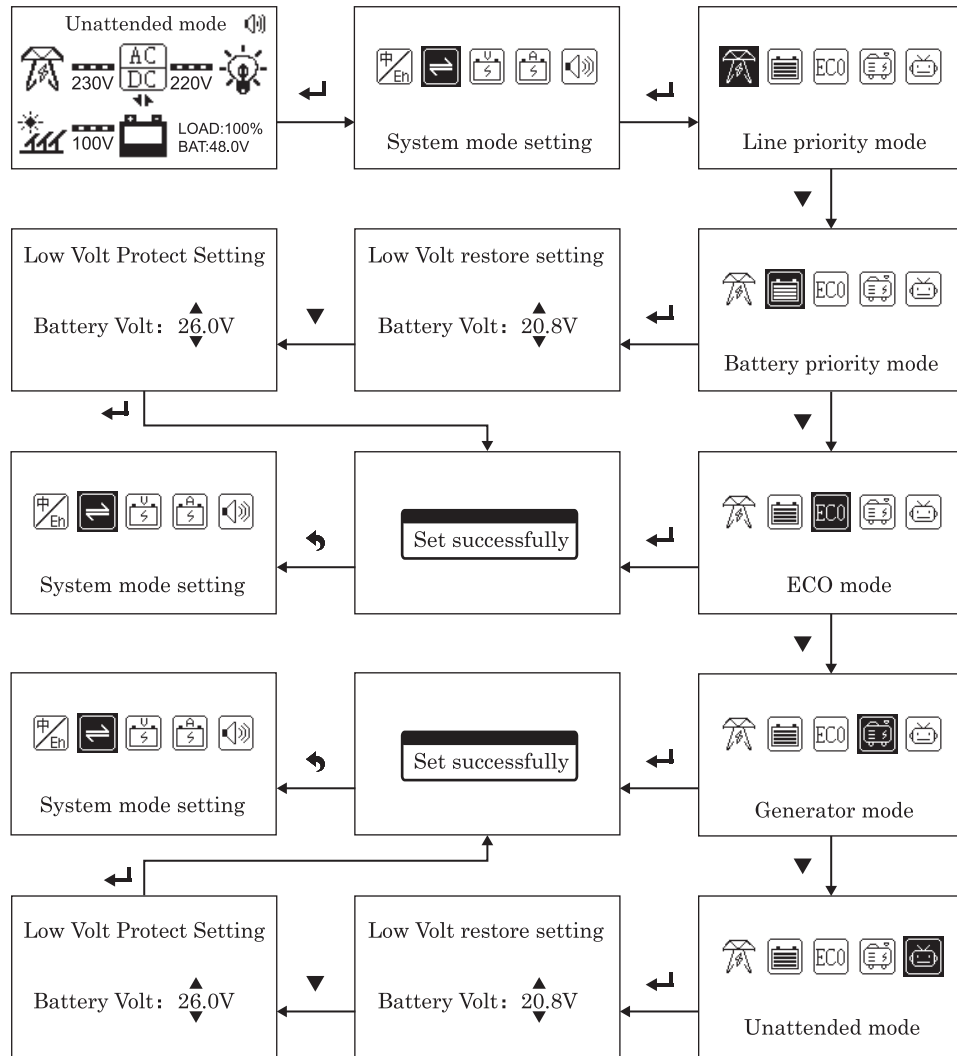 Unattended mode
AC
DC
230V
220V
100V
LOAD:100%
BAT:48.0V
中/En
V
A
System mode setting
ECO
Line priority mode
Low Volt Protect Setting
Battery Volt：26.0V
Low Volt restore setting
Battery Volt：20.8V
ECO
Battery priority mode
中/En
V
A
System mode setting
Set successfully
ECO
ECO mode
中/En
V
A
System mode setting
Set successfully
ECO
Generator mode
Low Volt Protect Setting
Battery Volt：26.0V
Low Volt restore setting
Battery Volt：20.8V
ECO
Unattended mode